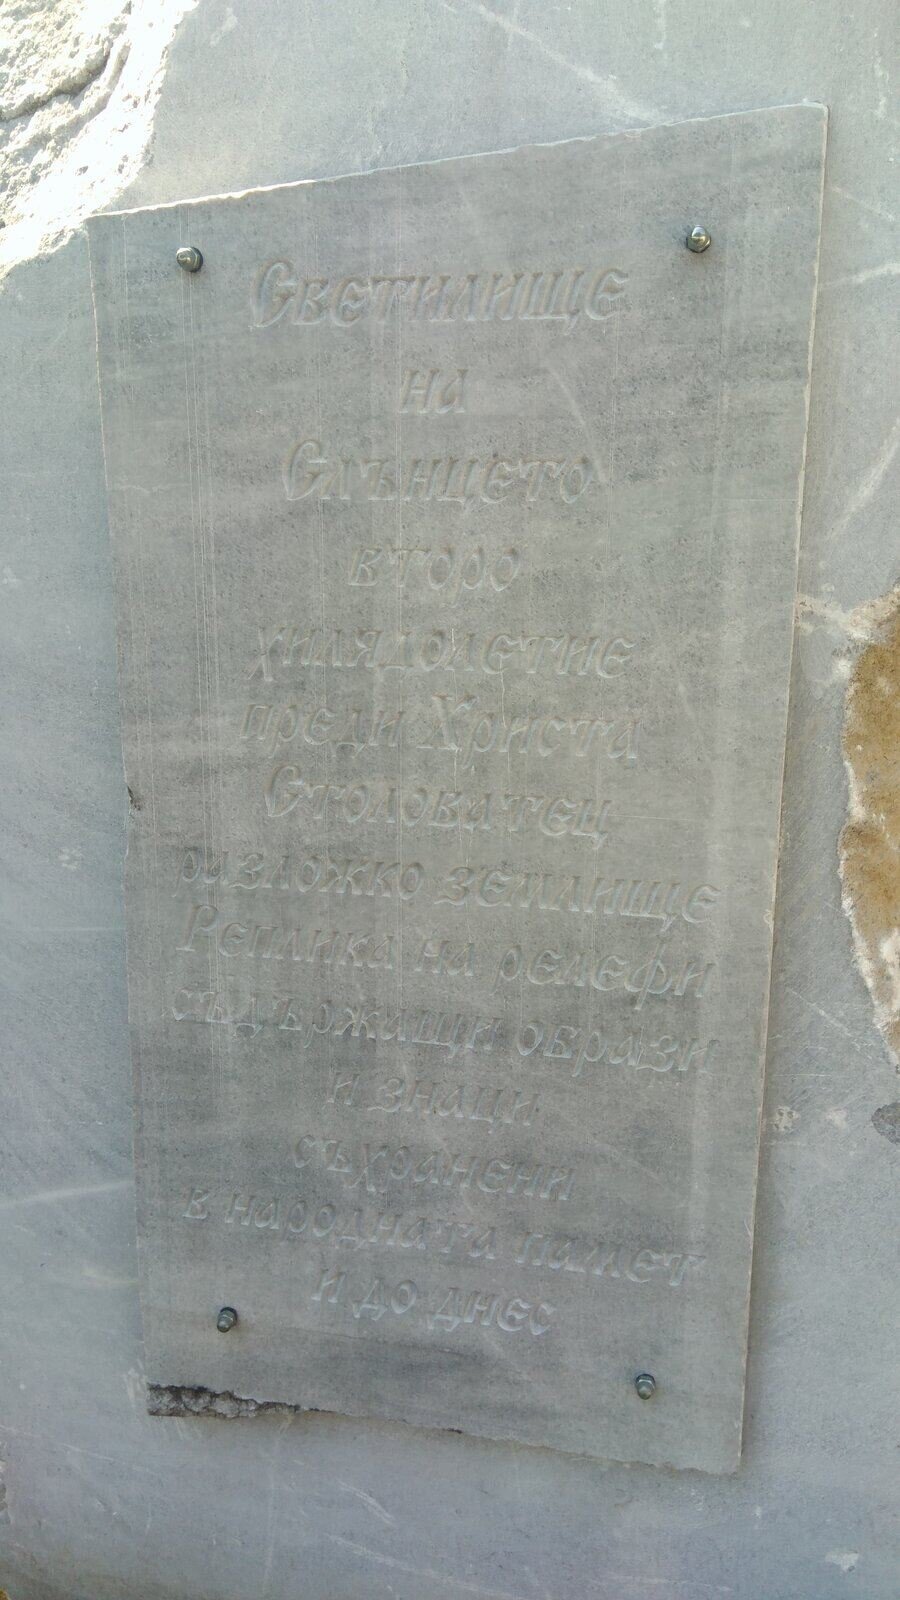 Светилище
на
Слънцето
второ
хилядолетие
преди Христа
Столоватец
разложко землище
Реплика на релефи
съдържащи образи
и знаци
съхранени
в народната памет
и до днес